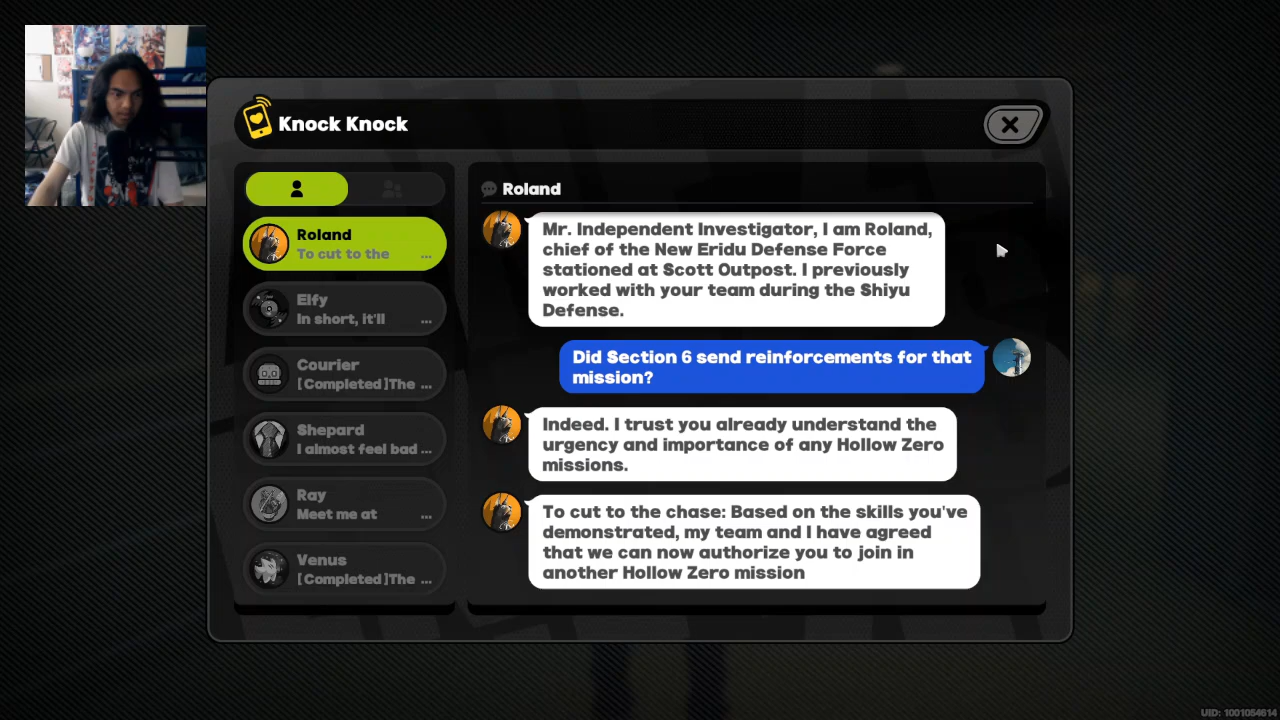 Knock Knock
Roland
To cut to the ...
Elfy
In short, it'll ...
Courier
[Completed]The ...
Shepard
I almost feel bad ...
Ray
Meet me at ...
Venus
[Completed]The ...
Roland
Mr. Independent Investigator, I am Roland,
chief of the New Eridu Defense Force
stationed at Scott Outpost. I previously
worked with your team during the Shiyu
Defense.
Did Section 6 send reinforcements for that
mission?
Indeed. I trust you already understand the
urgency and importance of any Hollow Zero
missions.
To cut to the chase: Based on the skills you've
demonstrated, my team and I have agreed
that we can now authorize you to join in
another Hollow Zero mission
UID: 1001054614